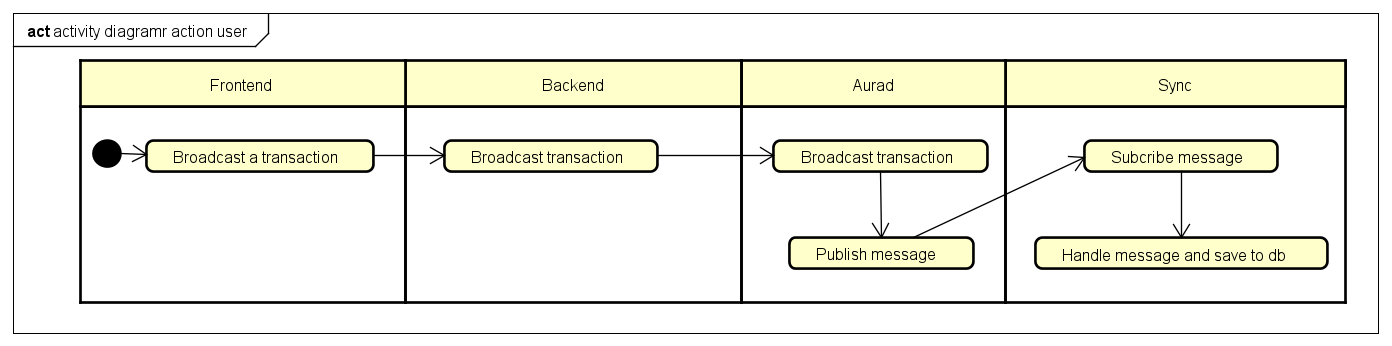 act activity diagramr action user
Frontend
Backend
Aurad
Sync
Broadcast a transaction
Broadcast transaction
Broadcast transaction
Subcribe message
Publish message
Handle message and save to db